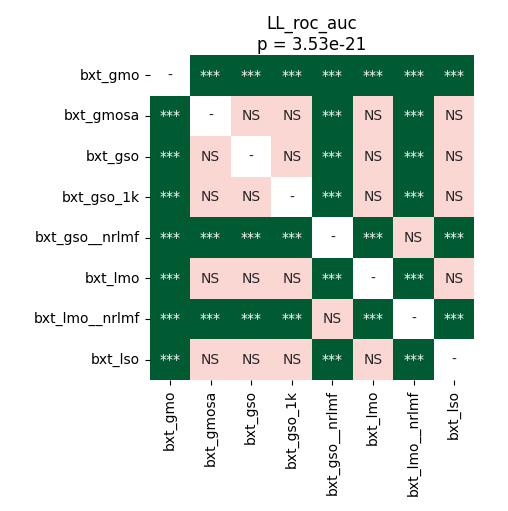 LL_roc_auc
p = 3.53e-21
bxt_gmo - *** *** *** *** *** *** ***
bxt_gmosa *** - NS NS *** NS *** NS
bxt_gso *** NS - NS *** NS *** NS
bxt_gso_1k *** NS NS - *** NS *** NS
bxt_gso__nrlmf *** *** *** *** - *** NS ***
bxt_lmo *** NS NS NS *** - *** NS
bxt_lmo__nrlmf *** *** *** *** NS *** - ***
bxt_lso *** NS NS NS *** NS *** -
bxt_gmo
bxt_gmosa
bxt_gso
bxt_gso_1k
bxt_gso__nrlmf
bxt_lmo
bxt_lmo__nrlmf
bxt_lso